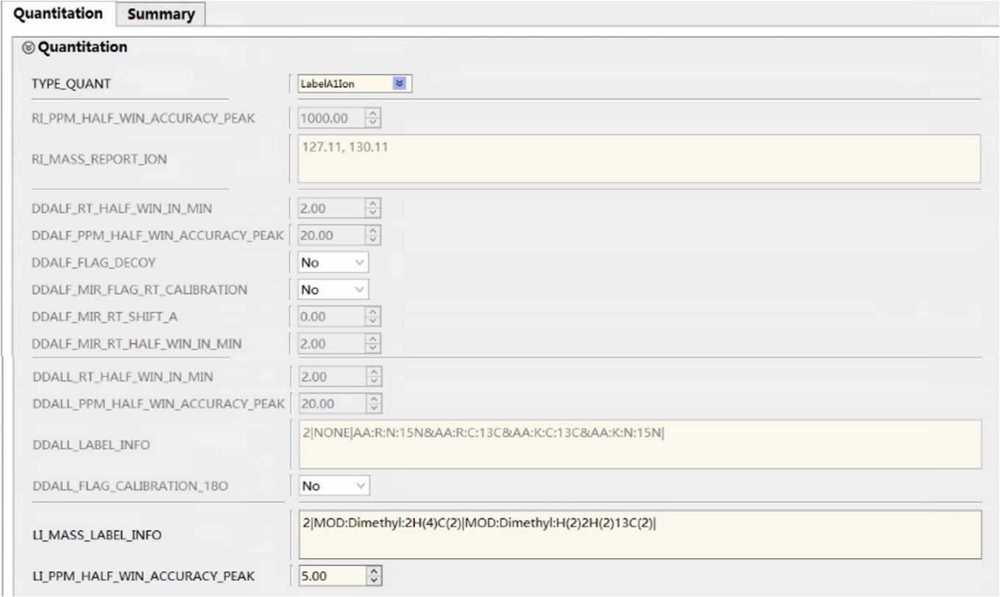 Quantitation Summary
Quantitation
TYPE_QUANT LabelA1Ion
RI_PPM_HALF_WIN_ACCURACY_PEAK 1000.00
RI_MASS_REPORT_ION 127.11, 130.11
DDALF_RT_HALF_WIN_IN_MIN 2.00
DDALF_PPM_HALF_WIN_ACCURACY_PEAK 20.00
DDALF_FLAG_DECOY No
DDALF_MIR_FLAG_RT_CALIBRATION No
DDALF_MIR_RT_SHIFT_A 0.00
DDALF_MIR_RT_HALF_WIN_IN_MIN 2.00
DDALL_RT_HALF_WIN_IN_MIN 2.00
DDALL_PPM_HALF_WIN_ACCURACY_PEAK 20.00
DDALL_LABEL_INFO 2|NONE|AA:R:N:15N&AA:R:C:13C&AA:K:C:13C&AA:K:N:15N|
DDALL_FLAG_CALIBRATION_18O No
LI_MASS_LABEL_INFO 2|MOD:Dimethyl:2H(4)C(2)|MOD:Dimethyl:H(2)2H(2)13C(2)|
LI_PPM_HALF_WIN_ACCURACY_PEAK 5.00